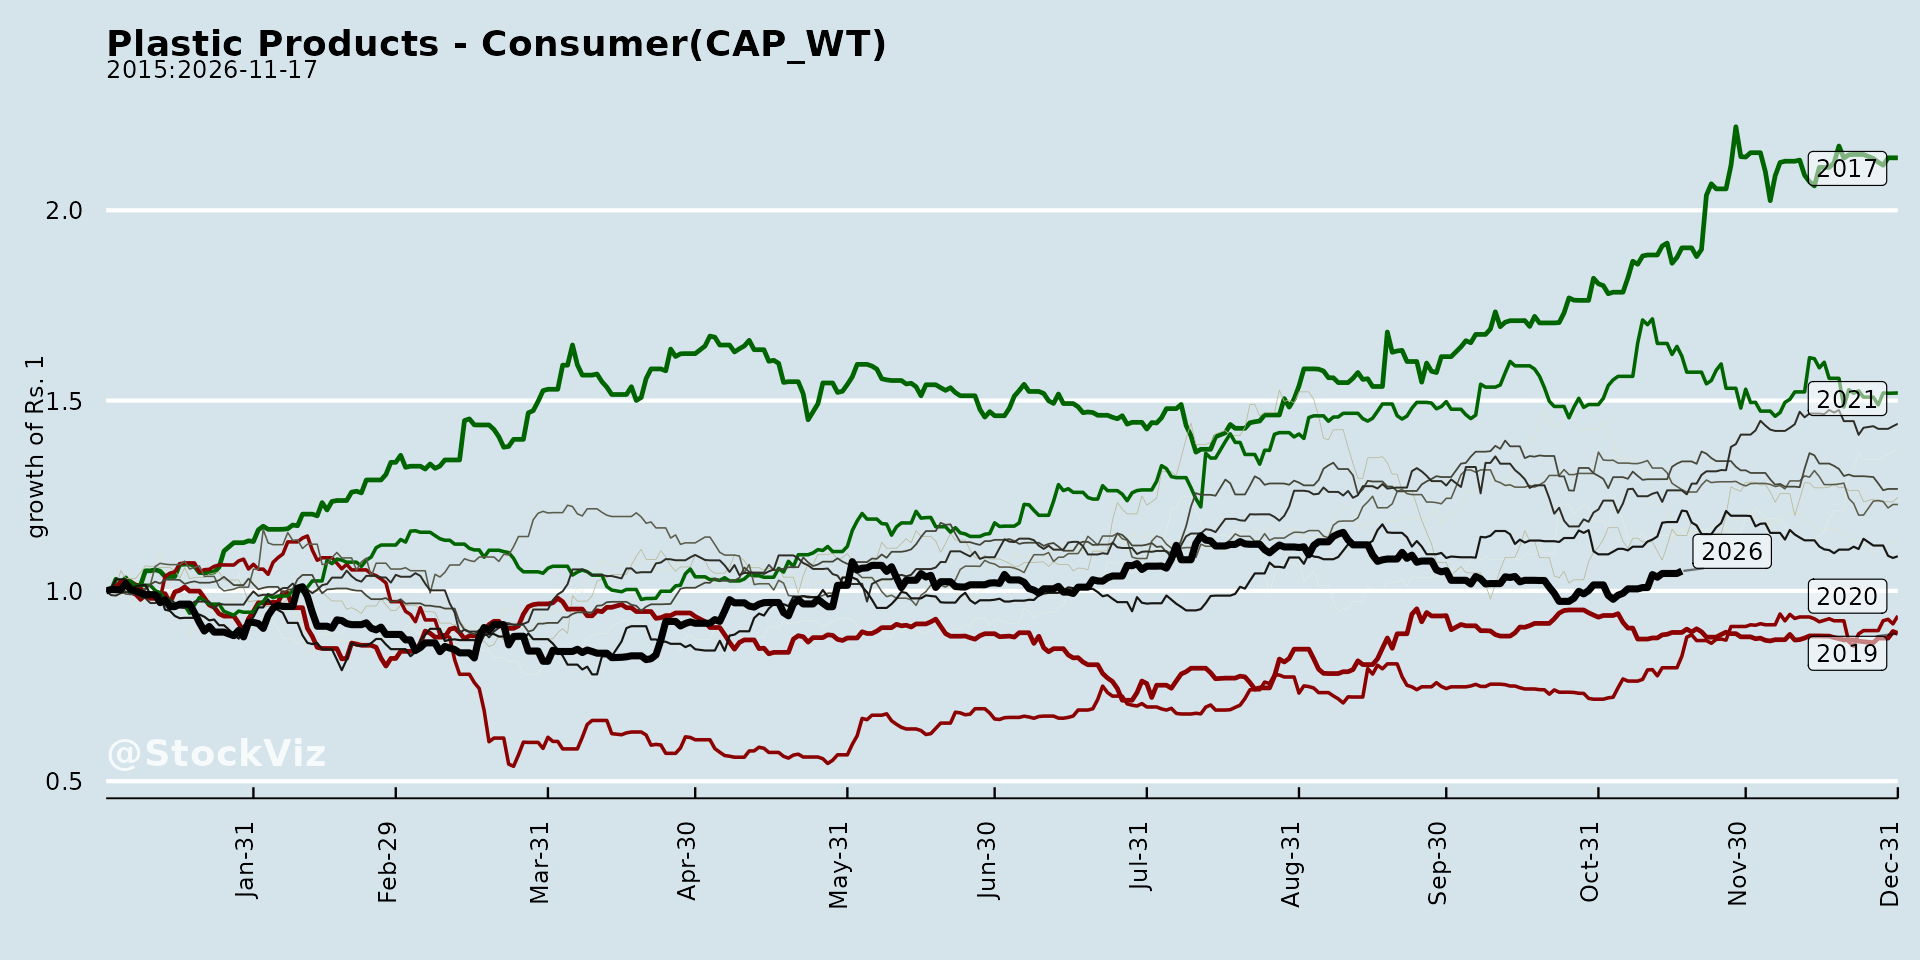 Plastic Products - Consumer(CAP_WT)
2015:2026-11-17
growth of Rs. 1
2.0
1.5
1.0
0.5
2017
2021
2026
2020
2019
@StockViz
Jan-31
Feb-29
Mar-31
Apr-30
May-31
Jun-30
Jul-31
Aug-31
Sep-30
Oct-31
Nov-30
Dec-31